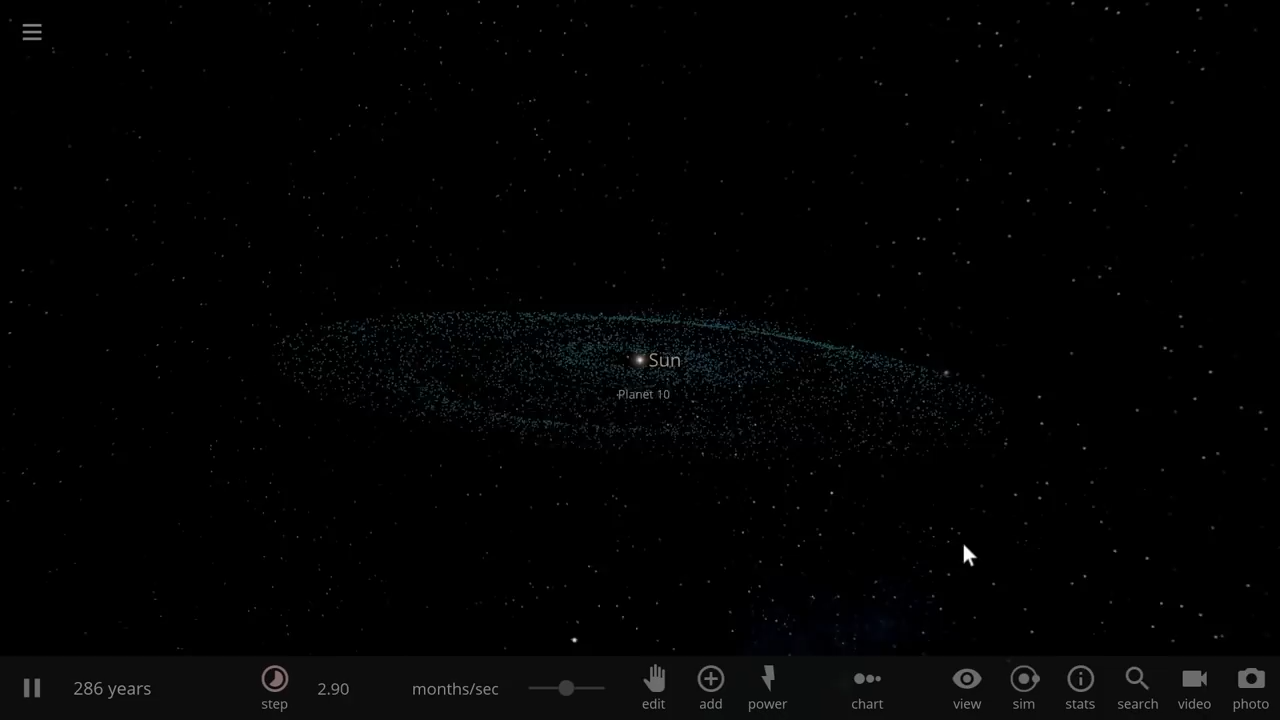 Sun
Planet 10
286 years
step
2.90
months/sec
edit
add
power
chart
view
sim
stats
search
video
photo